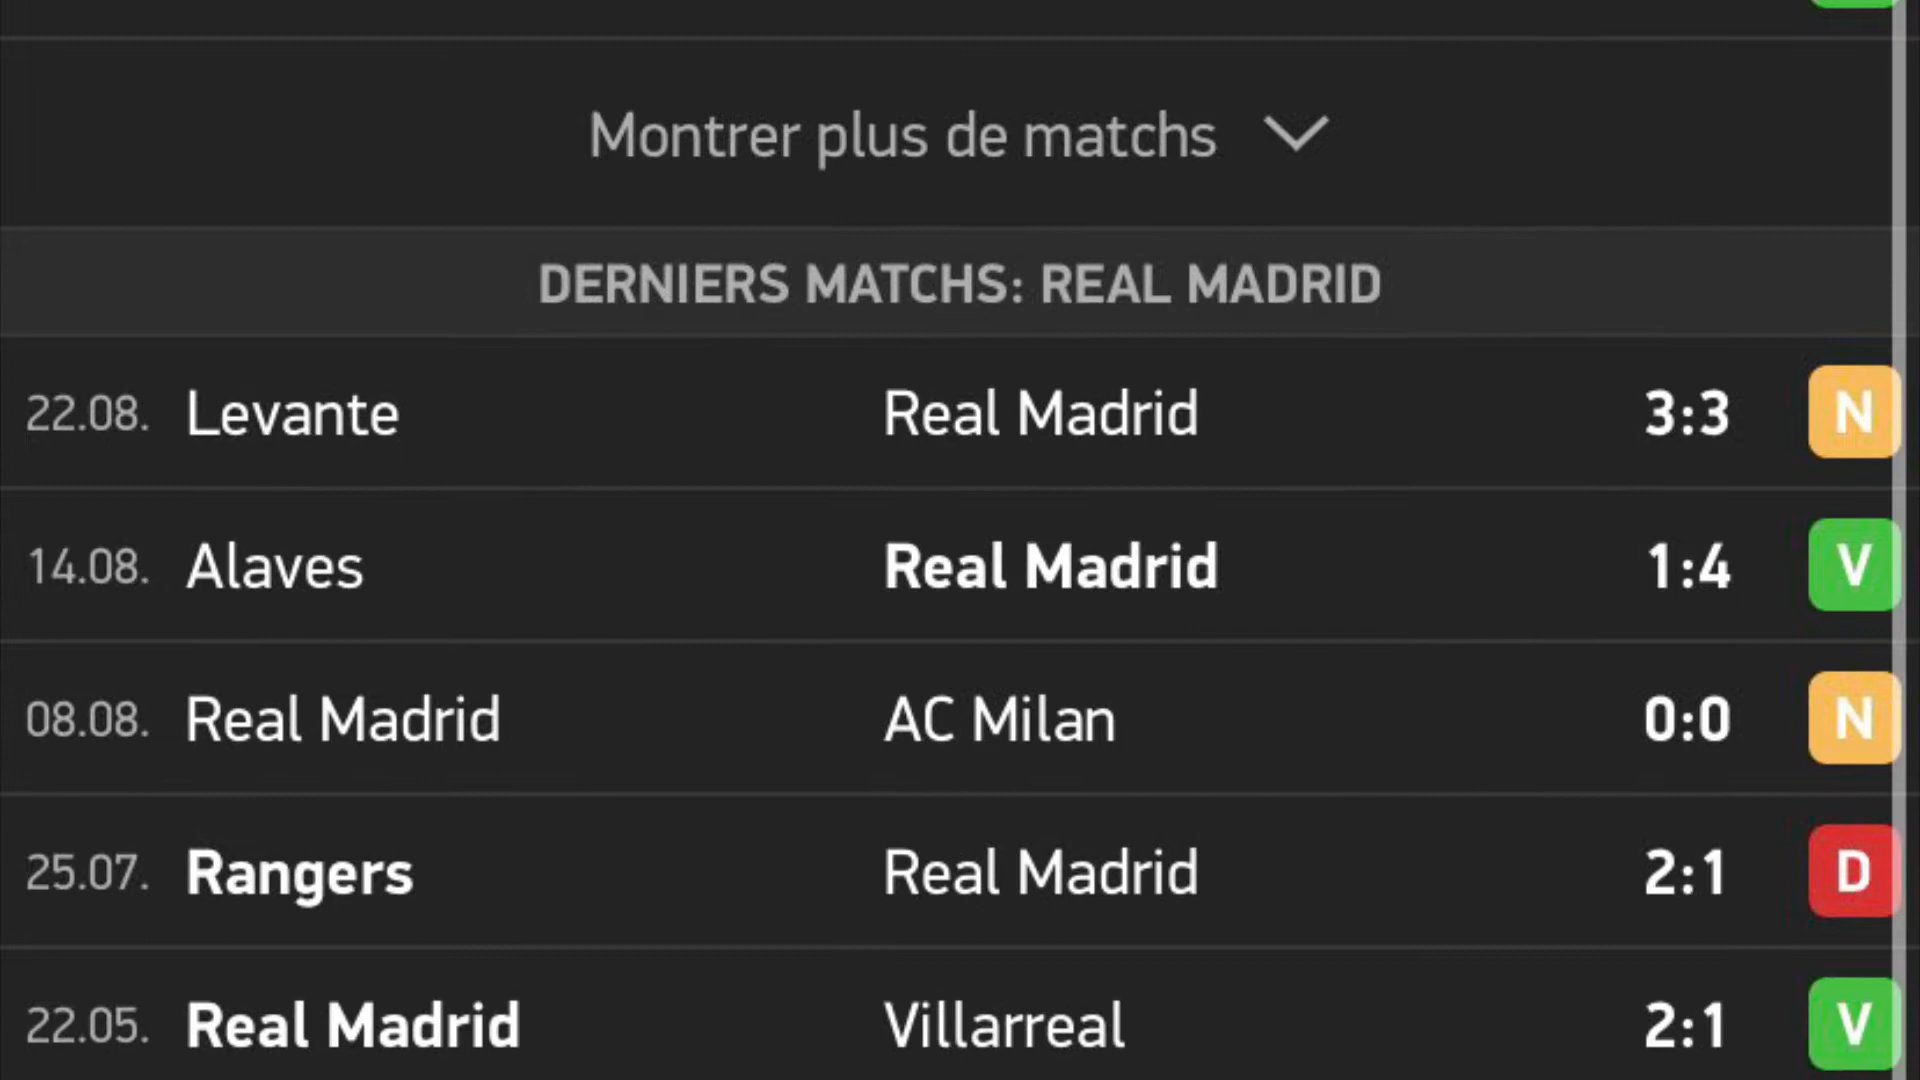 Montrer plus de matchs
DERNIERS MATCHS: REAL MADRID
22.08. Levante Real Madrid 3:3 N
14.08. Alaves Real Madrid 1:4 V
08.08. Real Madrid AC Milan 0:0 N
25.07. Rangers Real Madrid 2:1 D
22.05. Real Madrid Villarreal 2:1 V